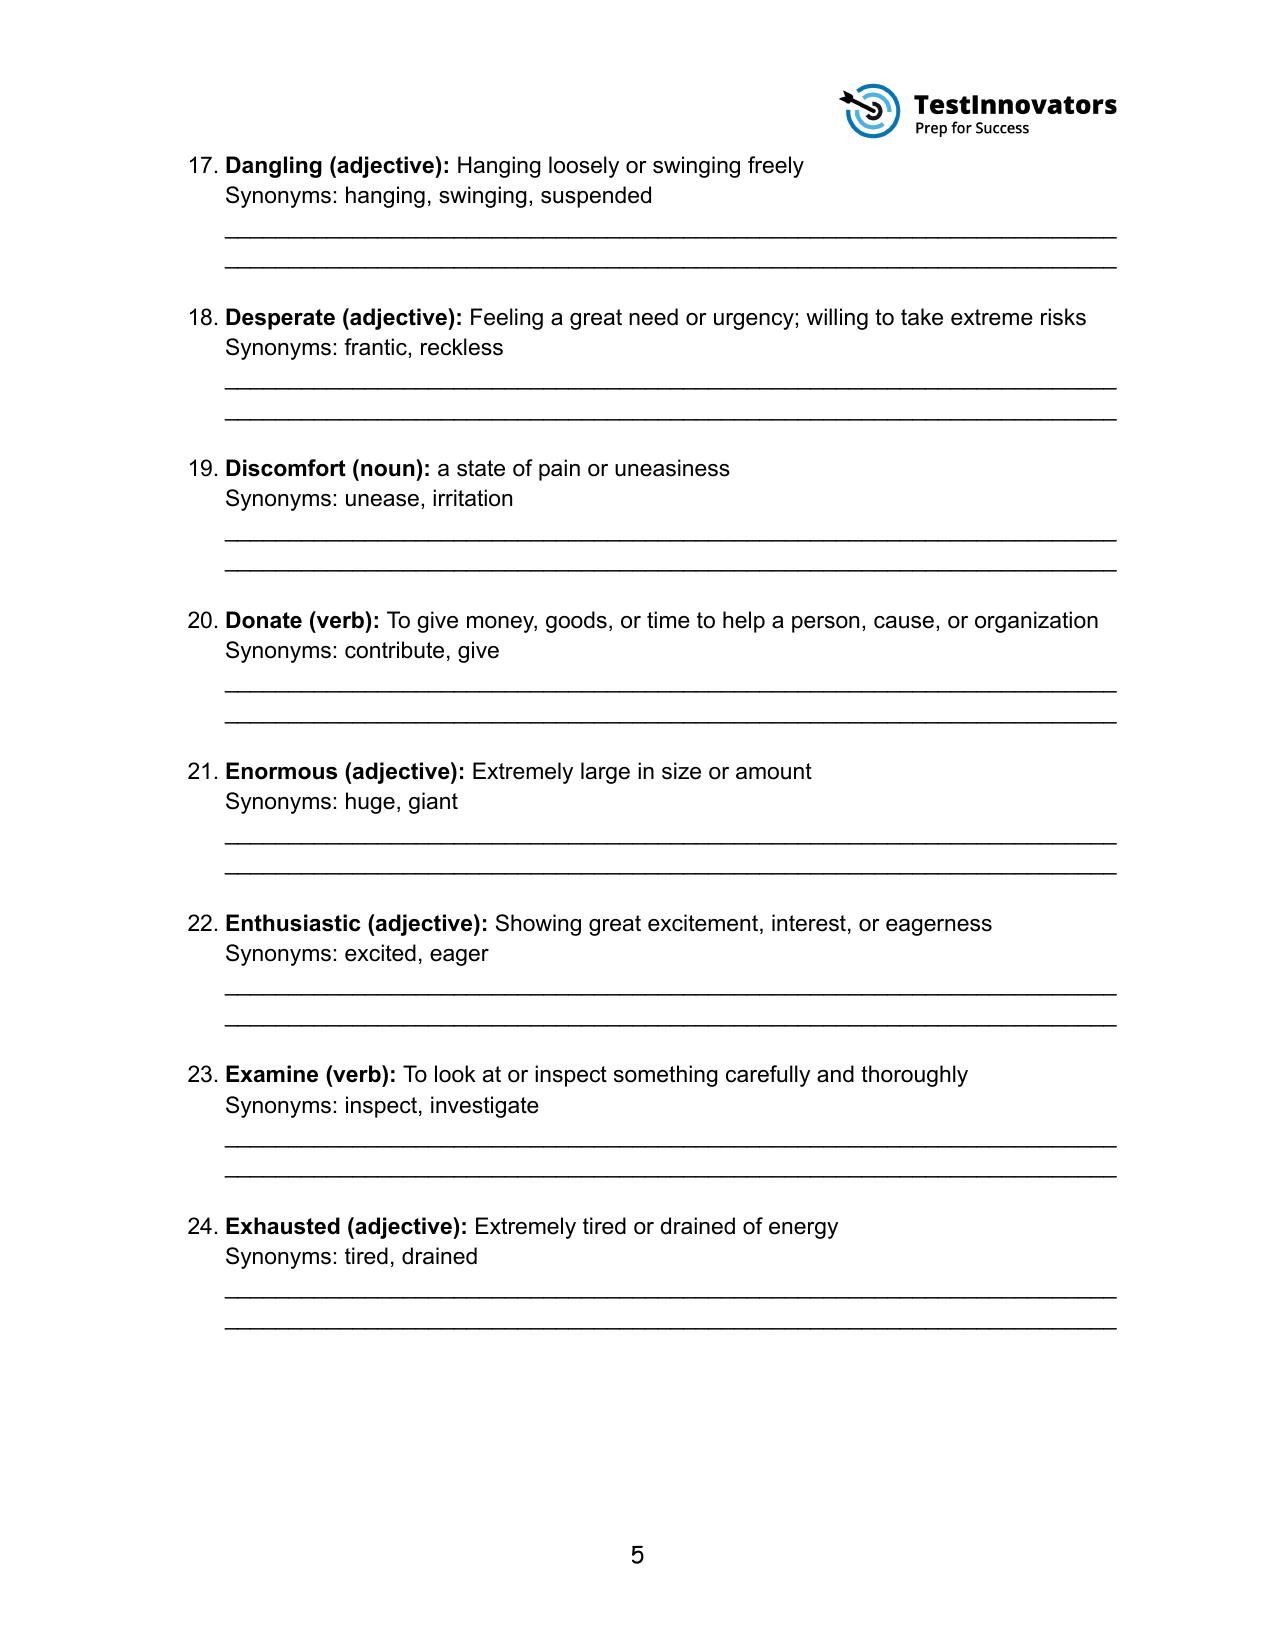 TestInnovators
Prep for Success
17. Dangling (adjective): Hanging loosely or swinging freely
Synonyms: hanging, swinging, suspended
18. Desperate (adjective): Feeling a great need or urgency; willing to take extreme risks
Synonyms: frantic, reckless
19. Discomfort (noun): a state of pain or uneasiness
Synonyms: unease, irritation
20. Donate (verb): To give money, goods, or time to help a person, cause, or organization
Synonyms: contribute, give
21. Enormous (adjective): Extremely large in size or amount
Synonyms: huge, giant
22. Enthusiastic (adjective): Showing great excitement, interest, or eagerness
Synonyms: excited, eager
23. Examine (verb): To look at or inspect something carefully and thoroughly
Synonyms: inspect, investigate
24. Exhausted (adjective): Extremely tired or drained of energy
Synonyms: tired, drained
5